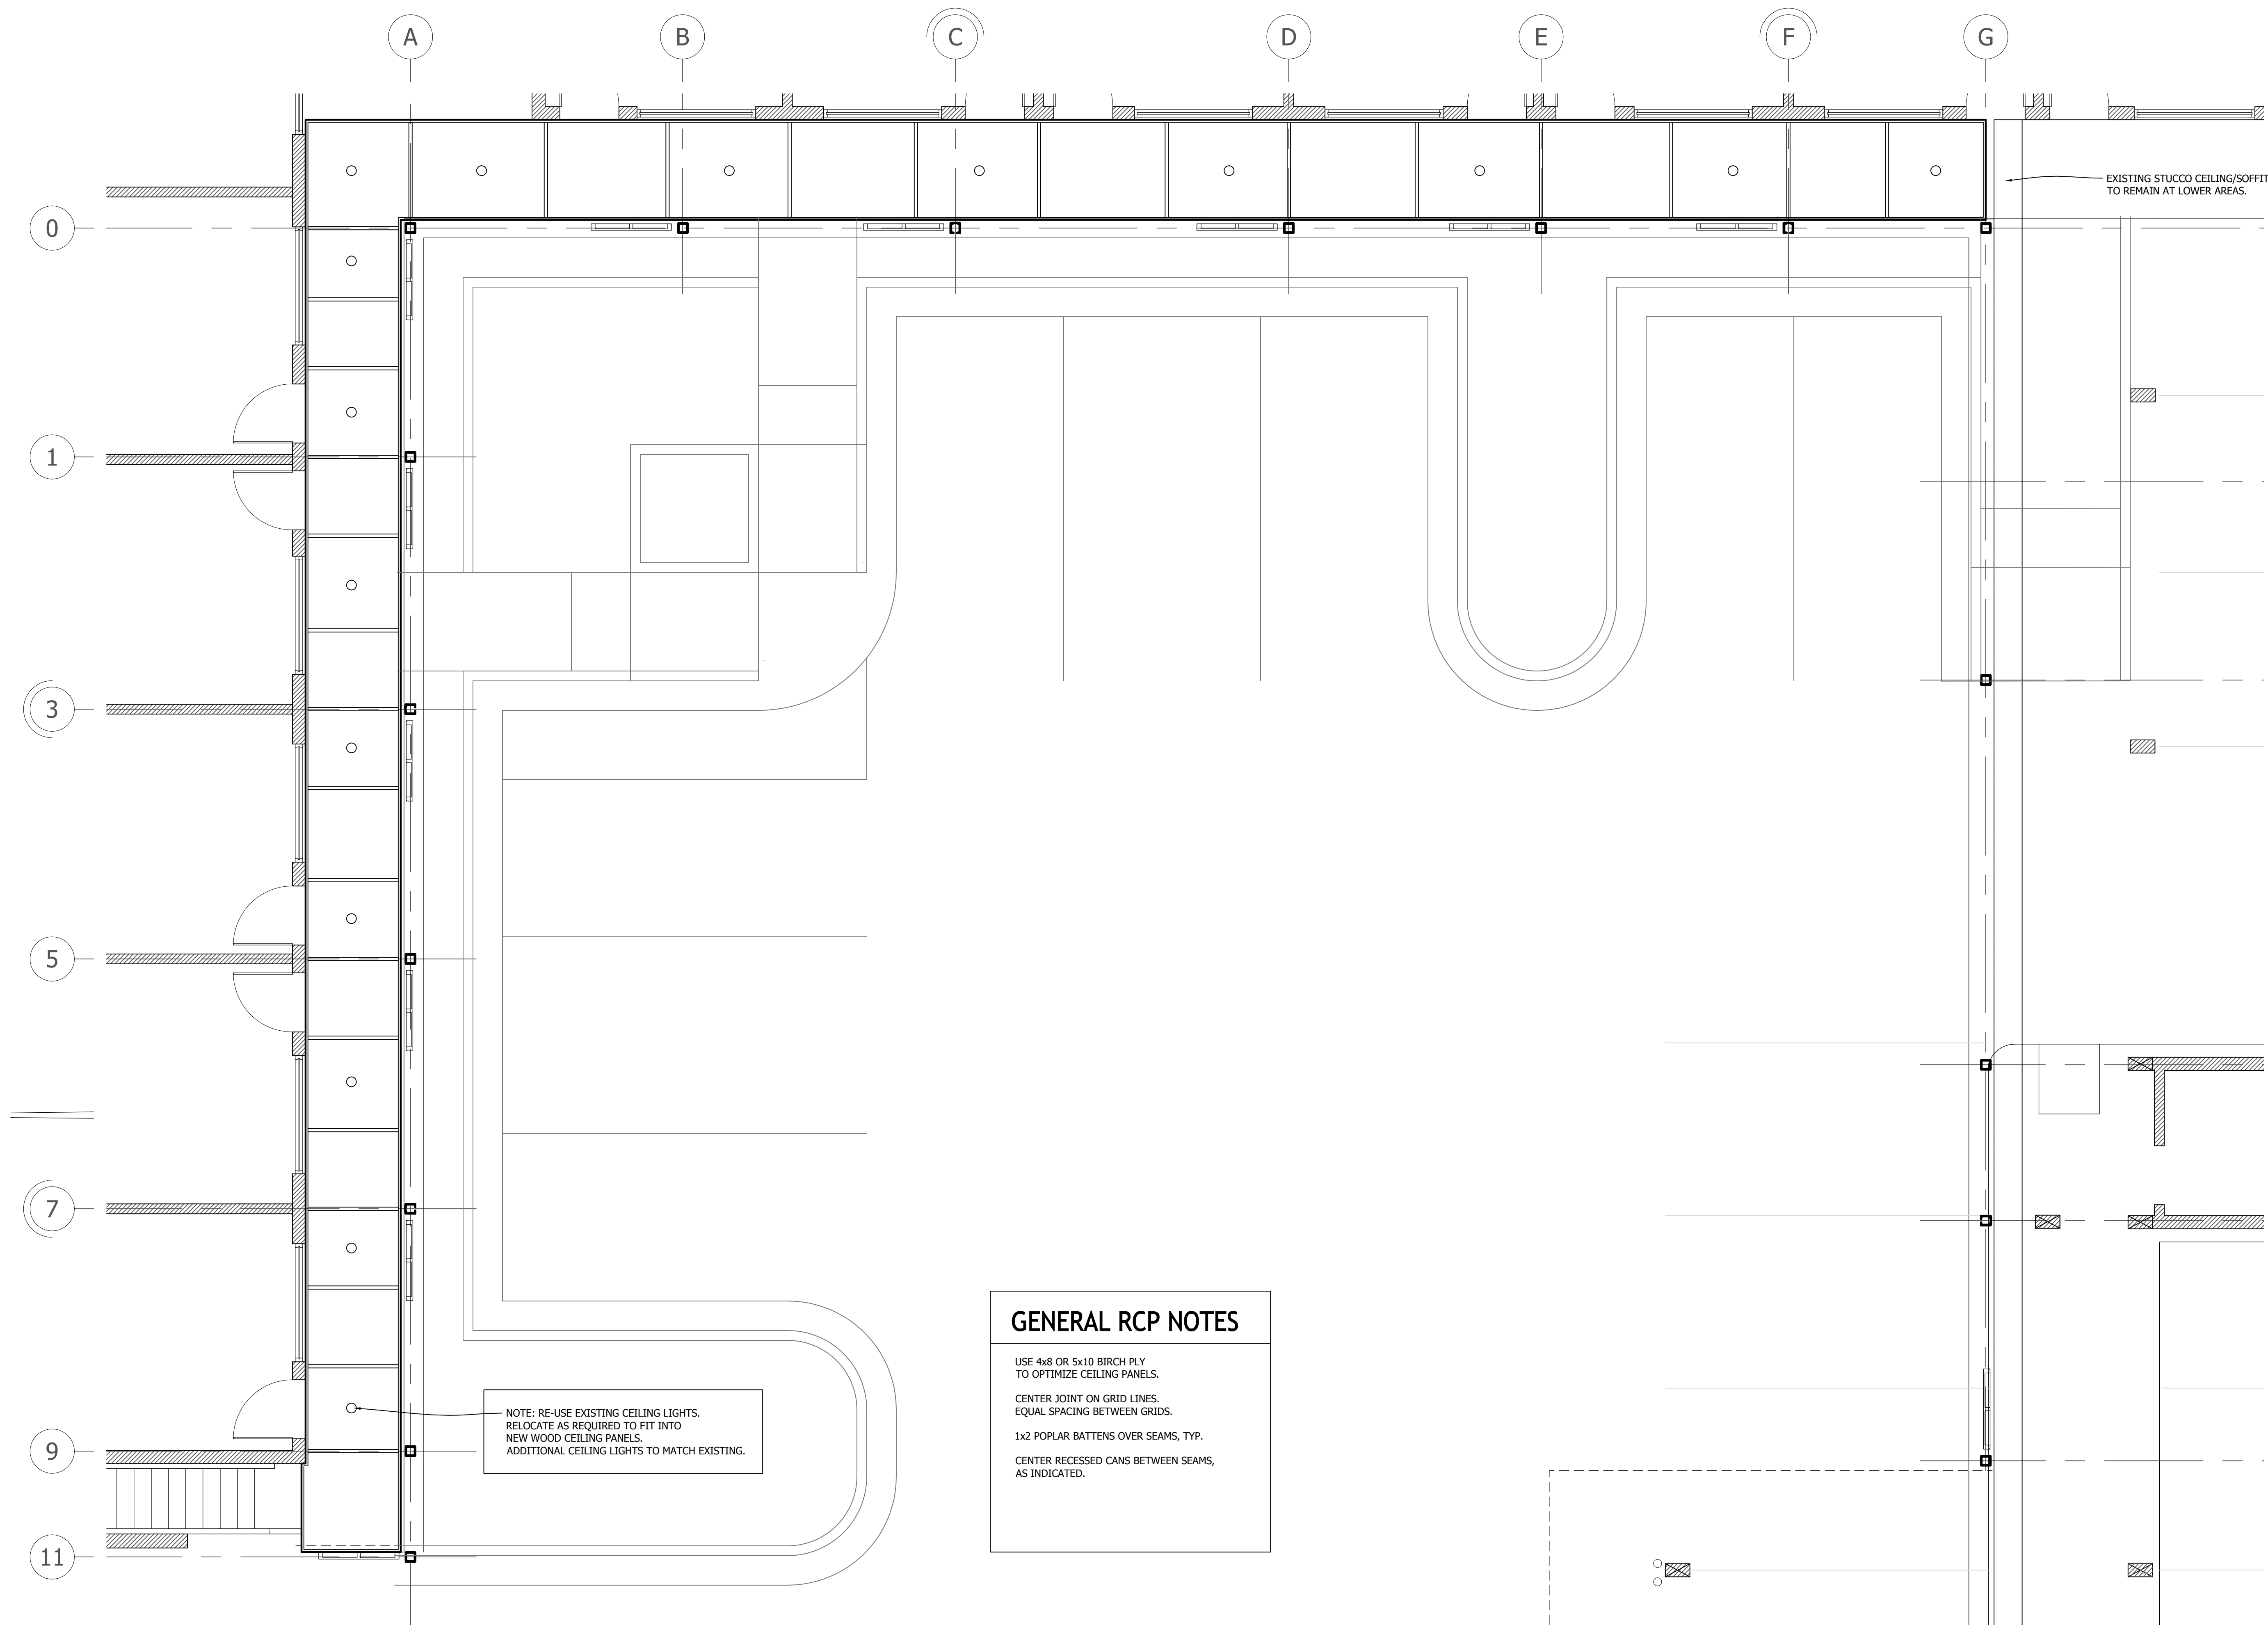 A B C D E F G
EXISTING STUCCO CEILING/SOFFIT
TO REMAIN AT LOWER AREAS.
0
1
3
5
7
9
11
GENERAL RCP NOTES
USE 4x8 OR 5x10 BIRCH PLY
TO OPTIMIZE CEILING PANELS.
CENTER JOINT ON GRID LINES.
EQUAL SPACING BETWEEN GRIDS.
1x2 POPLAR BATTENS OVER SEAMS, TYP.
CENTER RECESSED CANS BETWEEN SEAMS,
AS INDICATED.
NOTE: RE-USE EXISTING CEILING LIGHTS.
RELOCATE AS REQUIRED TO FIT INTO
NEW WOOD CEILING PANELS.
ADDITIONAL CEILING LIGHTS TO MATCH EXISTING.